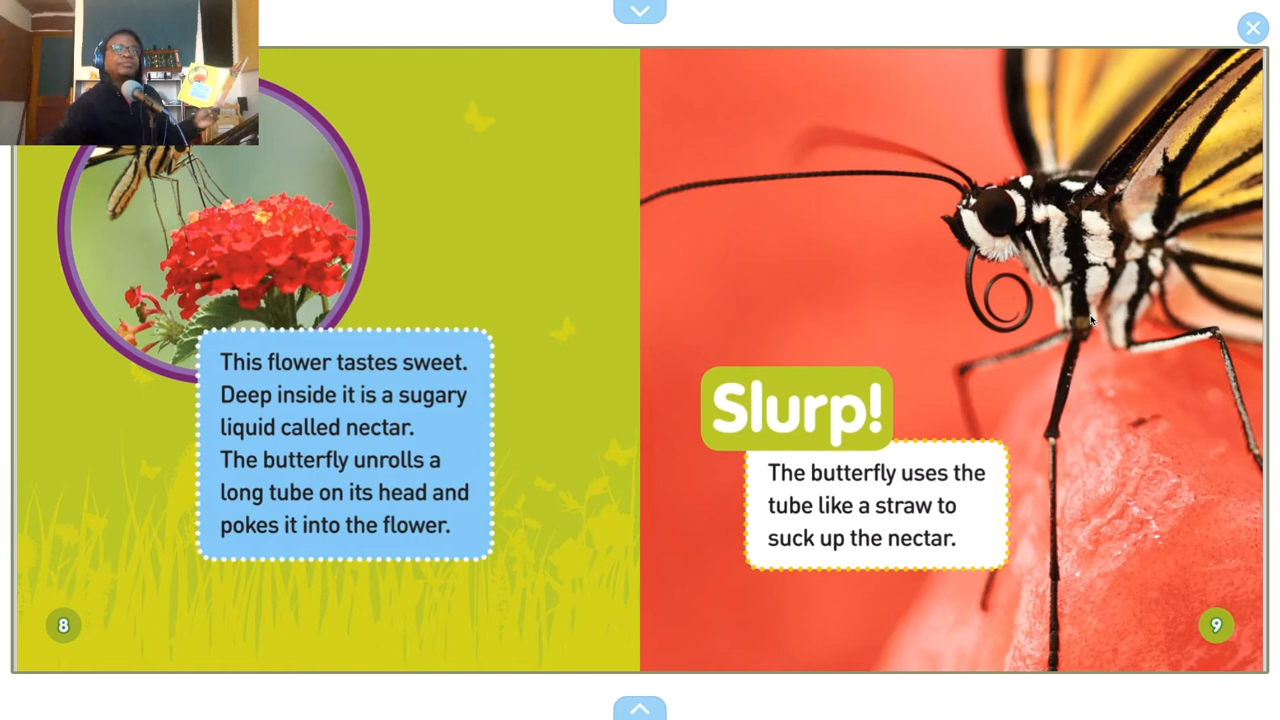 This flower tastes sweet.
Deep inside it is a sugary
liquid called nectar.
The butterfly unrolls a
long tube on its head and
pokes it into the flower.
8
Slurp!
The butterfly uses the
tube like a straw to
suck up the nectar.
9